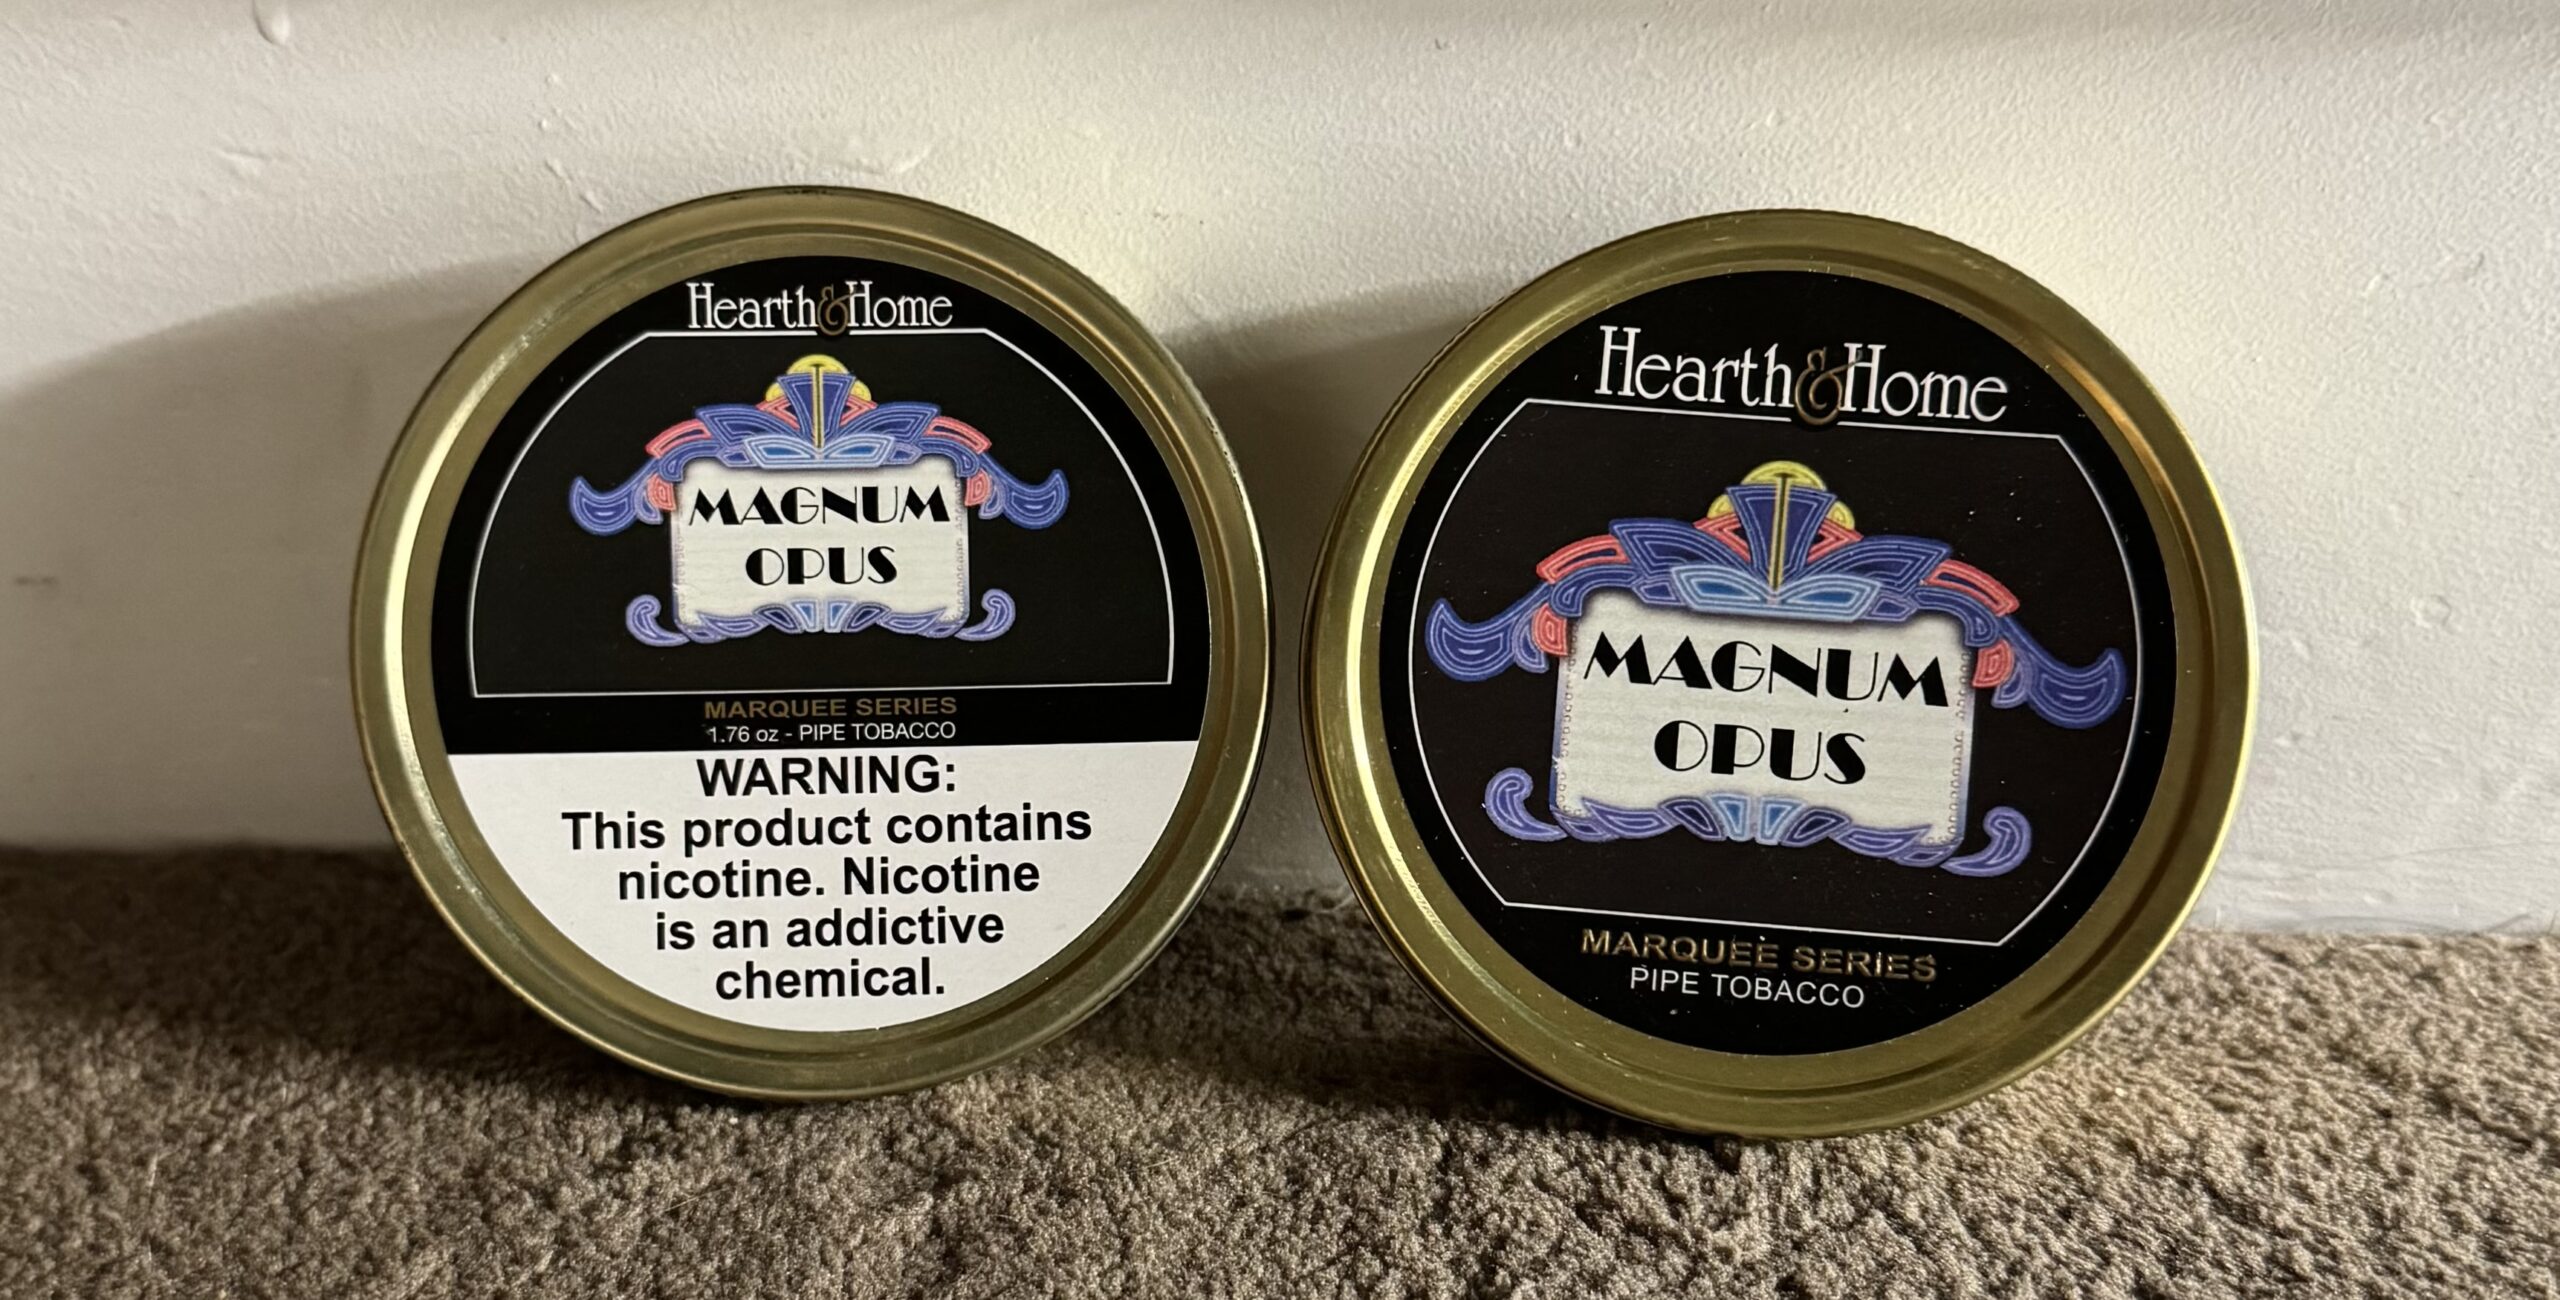 Hearth & Home
MAGNUM
OPUS
MARQUEE SERIES
1.76 oz - PIPE TOBACCO
WARNING:
This product contains
nicotine. Nicotine
is an addictive
chemical.
Hearth & Home
MAGNUM
OPUS
MARQUEE SERIES
PIPE TOBACCO